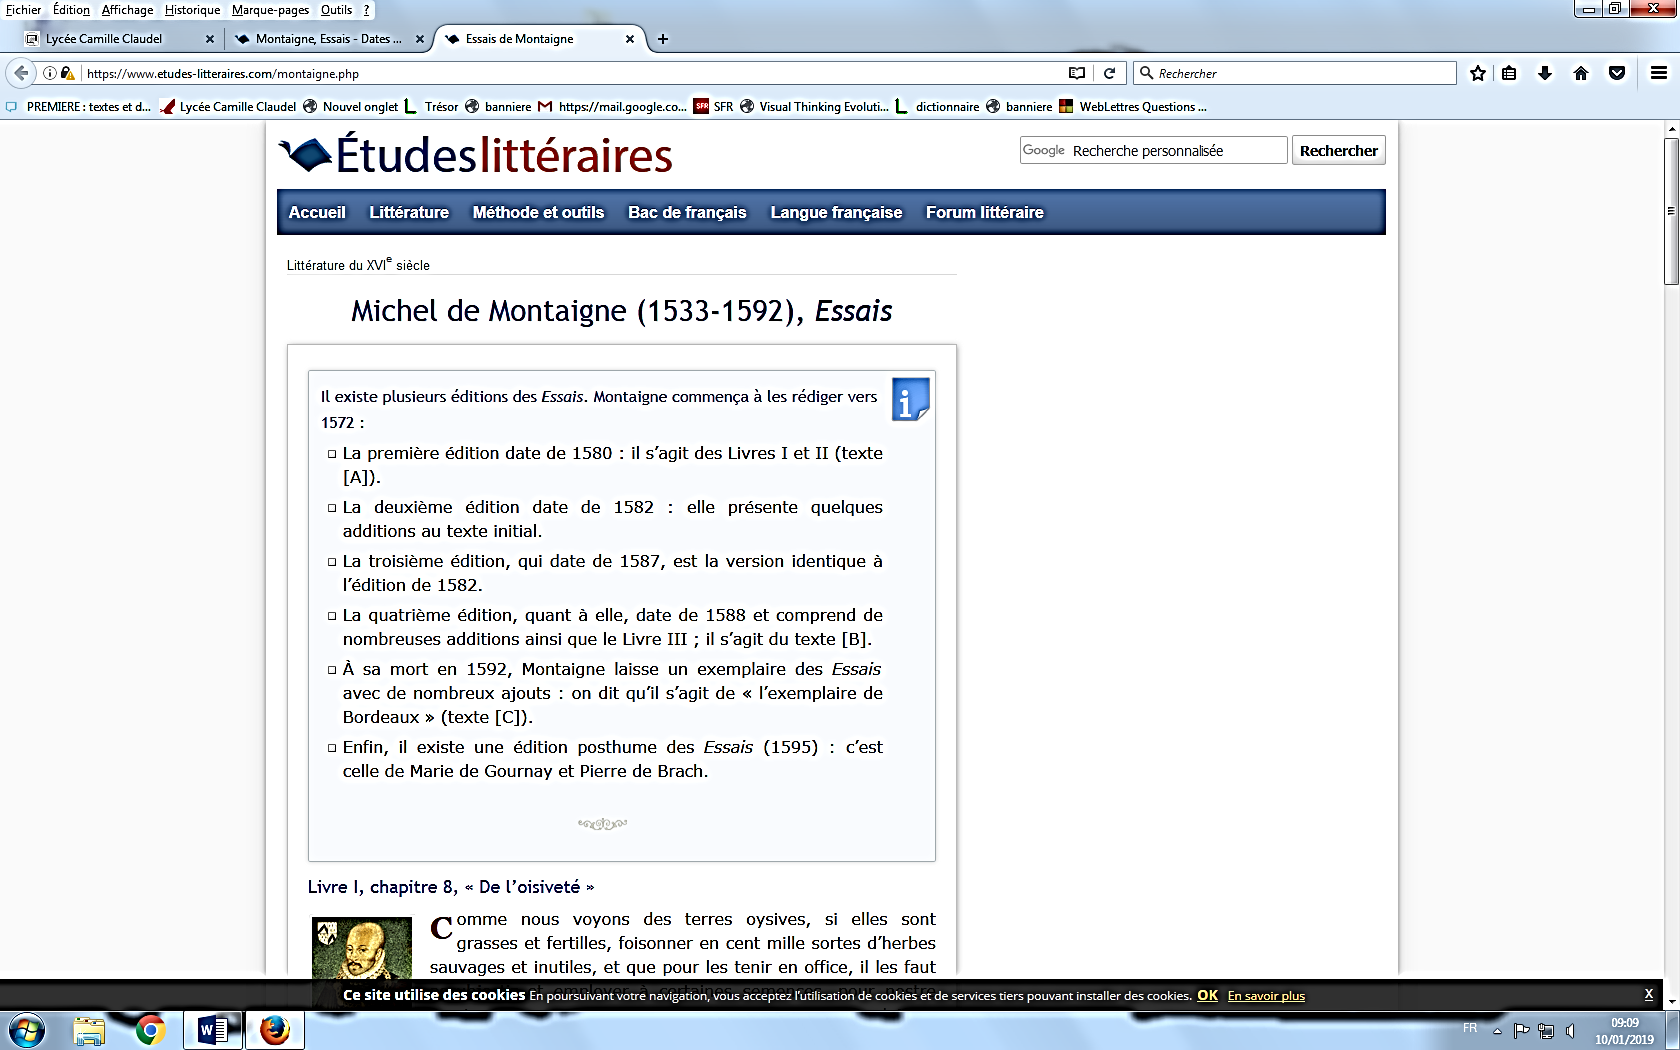 Fichier Édition Affichage Historique Marque-pages Outils ?
Lycée Camille Claudel Montaigne, Essais - Dates ... Essais de Montaigne
https://www.etudes-litteraires.com/montaigne.php Rechercher
PREMIERE : textes et d... Lycée Camille Claudel Nouvel onglet Trésor banniere https://mail.google.co... SFR SFR Visual Thinking Evoluti... dictionnaire banniere WebLettres Questions ...
Études littéraires
Google Recherche personnalisée Rechercher
Accueil Littérature Méthode et outils Bac de français Langue française Forum littéraire
Littérature du XVIe siècle
Michel de Montaigne (1533-1592), Essais
Il existe plusieurs éditions des Essais. Montaigne commença à les rédiger vers
1572 :
La première édition date de 1580 : il s’agit des Livres I et II (texte
[A]).
La deuxième édition date de 1582 : elle présente quelques
additions au texte initial.
La troisième édition, qui date de 1587, est la version identique à
l’édition de 1582.
La quatrième édition, quant à elle, date de 1588 et comprend de
nombreuses additions ainsi que le Livre III ; il s’agit du texte [B].
À sa mort en 1592, Montaigne laisse un exemplaire des Essais
avec de nombreux ajouts : on dit qu’il s’agit de « l’exemplaire de
Bordeaux » (texte [C]).
Enfin, il existe une édition posthume des Essais (1595) : c’est
celle de Marie de Gournay et Pierre de Brach.
Livre I, chapitre 8, « De l’oisiveté »
Comme nous voyons des terres oysives, si elles sont
grasses et fertilles, foisonner en cent mille sortes d’herbes
sauvages et inutiles, et que pour les tenir en office, il les faut
Ce site utilise des cookies En poursuivant votre navigation, vous acceptez l’utilisation de cookies et de services tiers pouvant installer des cookies. OK En savoir plus X
FR 09:09
10/01/2019